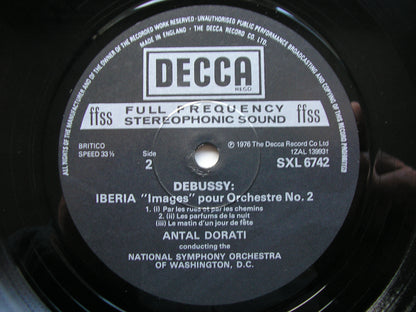 ALL RIGHTS OF THE MANUFACTURER AND OF THE OWNER OF THE RECORDED WORK RESERVED · UNAUTHORISED PUBLIC PERFORMANCE BROADCASTING AND COPYING OF THIS RECORD PROHIBITED
MADE IN ENGLAND · THE DECCA RECORD CO. LTD.
DECCA
REGD
ffss FULL FREQUENCY ffss
STEREOPHONIC SOUND
BRITICO
SPEED 33⅓
Side
2
℗ 1976 The Decca Record Co Ltd
(ZAL 13993)
SXL 6742
DEBUSSY:
IBERIA "Images" pour Orchestre No. 2
1. (i) Par les rues et par les chemins
2. (ii) Les parfums de la nuit
(iii) Le matin d'un jour de fête
ANTAL DORATI
conducting the
NATIONAL SYMPHONY ORCHESTRA
OF WASHINGTON, D.C.